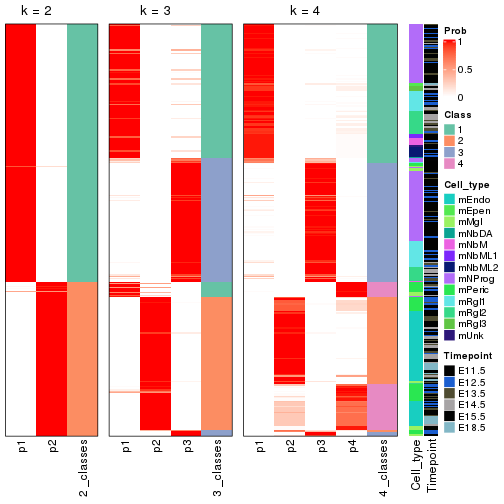 k = 2
k = 3
k = 4
p1
p2
2_classes
p1
p2
p3
3_classes
p1
p2
p3
p4
4_classes
Cell_type
Timepoint
Prob
1
0.5
0
Class
1
2
3
4
Cell_type
mEndo
mEpen
mMgl
mNbDA
mNbM
mNbML1
mNbML2
mNProg
mPeric
mRgl1
mRgl2
mRgl3
mUnk
Timepoint
E11.5
E12.5
E13.5
E14.5
E15.5
E18.5